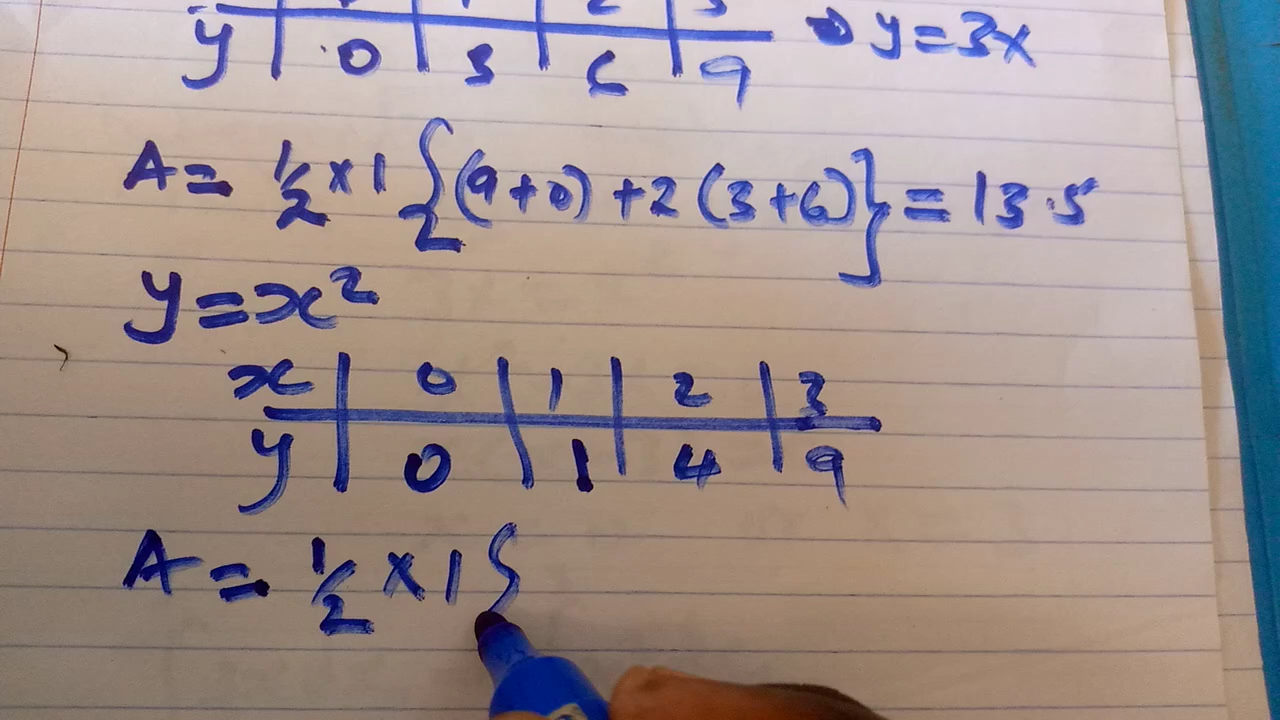 y | 0 | 3 | 6 | 9 ⇒ y = 3x
A = ½ × 1 {(9+0) + 2(3+6)} = 13.5
y = x²
x | 0 | 1 | 2 | 3
y | 0 | 1 | 4 | 9
A = ½ × 1 {